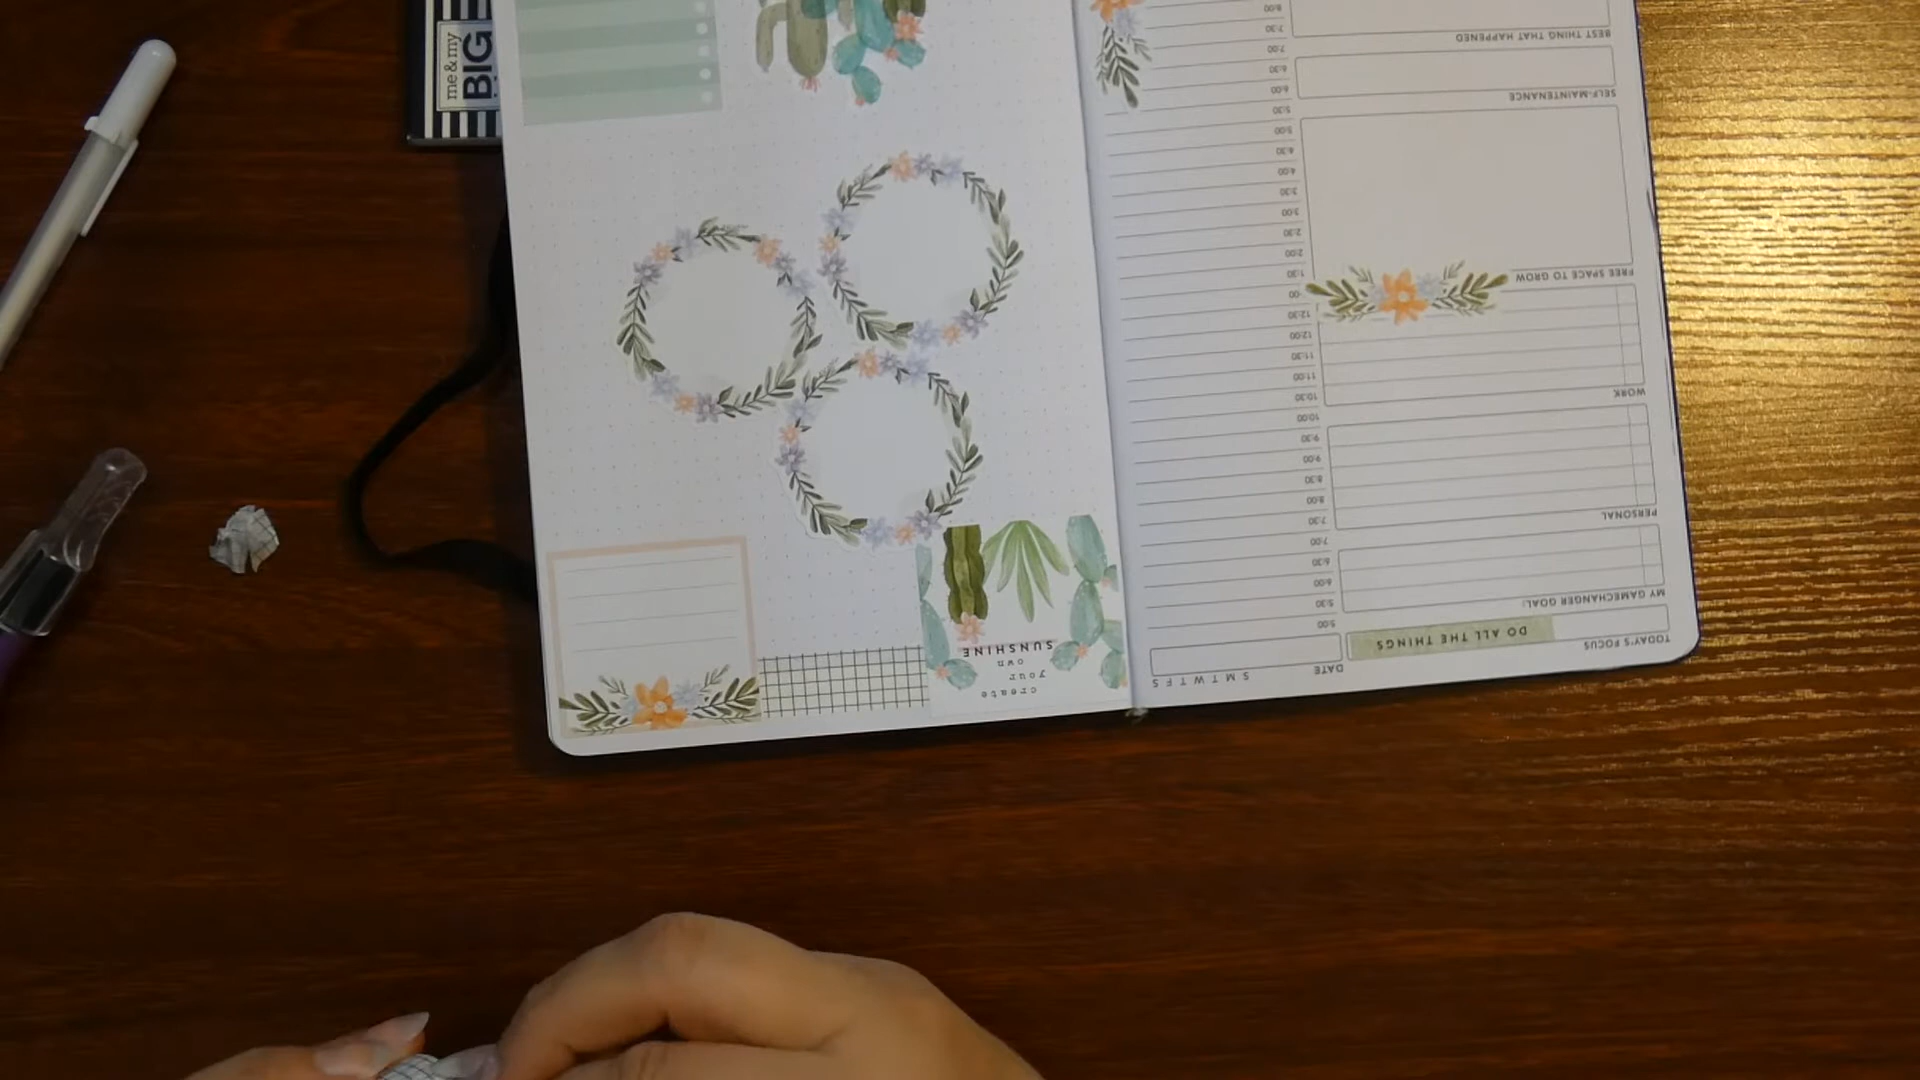 me & my
BIG
TODAY'S FOCUS
DO ALL THE THINGS
MY GAMECHANGER GOAL:
PERSONAL
WORK
FREE SPACE TO GROW
SELF-MAINTENANCE
BEST THING THAT HAPPENED
DATE
S M T W T F S
5:00
5:30
6:00
6:30
7:00
7:30
8:00
8:30
9:00
9:30
10:00
10:30
11:00
11:30
12:00
12:30
:00
1:30
2:00
2:30
3:00
3:30
4:00
4:30
5:00
5:30
6:00
6:30
7:00
7:30
8:00
create
your
own
SUNSHINE